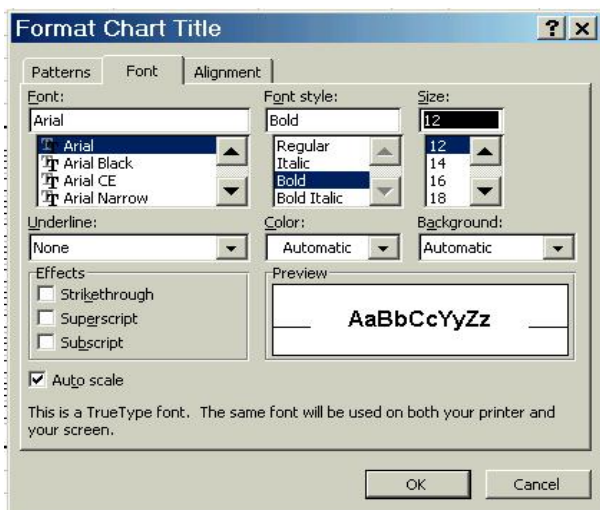 Format Chart Title
? ×
Patterns Font Alignment
Font: Font style: Size:
Arial Bold 12
Arial Regular 12
Arial Black Italic 14
Arial CE Bold 16
Arial Narrow Bold Italic 18
Underline: Color: Background:
None Automatic Automatic
Effects Preview
Strikethrough
Superscript AaBbCcYyZz
Subscript
Auto scale
This is a TrueType font. The same font will be used on both your printer and
your screen.
OK Cancel